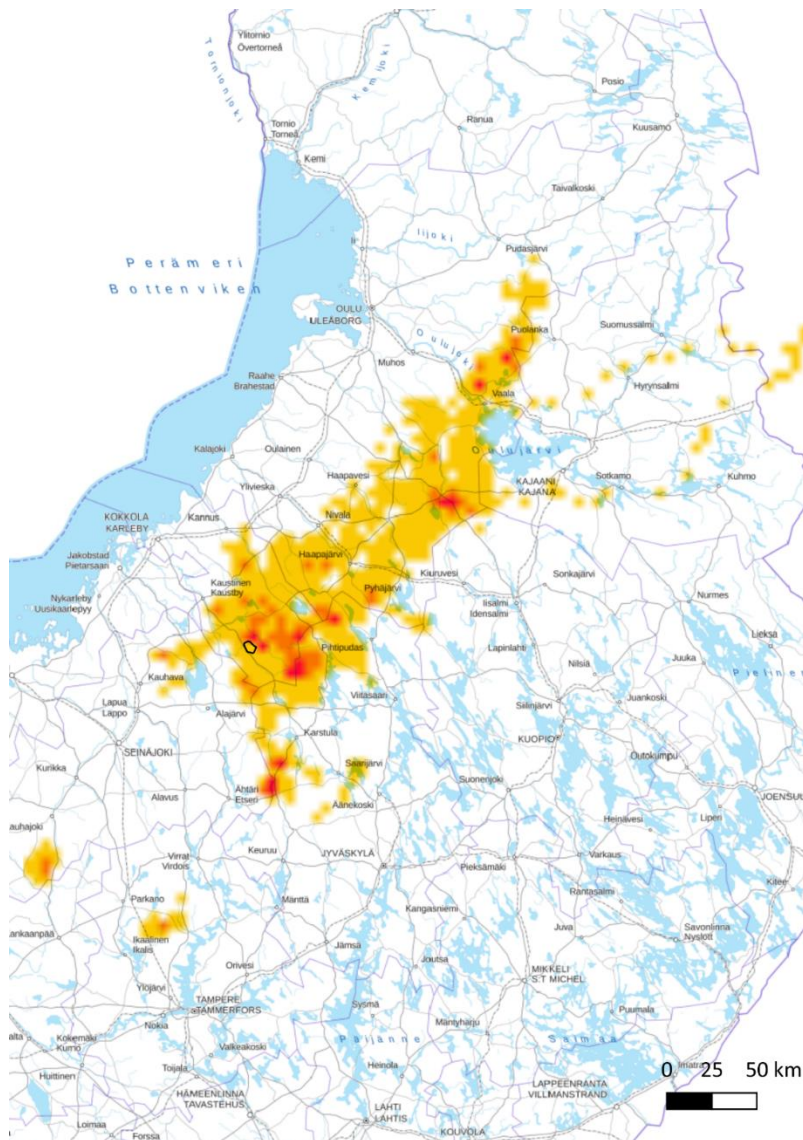 Ylitornio
Övertorneå
Tornionjoki
Kemijoki
Posio
Ranua
Kuusamo
Tornio
Torneå
Kemi
Taivalkoski
Iijoki
Pudasjärvi
Perämeri
Bottenviken
OULU
ULEÅBORG
Oulujoki
Puolanka
Suomussalmi
Muhos
Raahe
Brahestad
Vaala
Hyrynsalmi
Kalajoki
Oulainen
Oulujärvi
Haapavesi
KAJAANI
KAJANA
Sotkamo
Kuhmo
Ylivieska
KOKKOLA
KARLEBY
Kannus
Nivala
Jakobstad
Pietarsaari
Haapajärvi
Kiuruvesi
Sonkajärvi
Nykarleby
Uusikaarlepyy
Kaustinen
Kaustby
Pyhäjärvi
Iisalmi
Idensalmi
Nurmes
Lieksa
Pihtipudas
Lapinlahti
Nilsiä
Juuka
Kauhava
Viitasaari
Siilinjärvi
Juankoski
Lapua
Lappo
Alajärvi
Karstula
KUOPIO
SEINÄJOKI
Outokumpu
Kurikka
Saarijärvi
Ähtäri
Etseri
Suonenjoki
JOENSUU
Alavus
Äänekoski
Heinävesi
Liperi
auhajoki
Virrat
Virdois
Keuruu
JYVÄSKYLÄ
Pieksämäki
Varkaus
Kitee
Rantasalmi
Parkano
Mänttä
Kangasniemi
Savonlinna
Nyslott
ankaanpää
Ikaalinen
Ikalis
Jämsä
Joutsa
Juva
Orivesi
MIKKELI
S:T MICHEL
Ylöjärvi
TAMPERE
TAMMERFORS
Nokia
Sysmä
Puumala
Kokemäki
Kumo
Valkeakoski
Päijänne
Mäntyharju
Saimaa
Huittinen
Toijala
Heinola
Imatra
0 25 50 km
HÄMEENLINNA
TAVASTEHUS
LAPPEENRANTA
VILLMANSTRAND
Loimaa
Forssa
LAHTI
LAHTIS
KOUVOLA